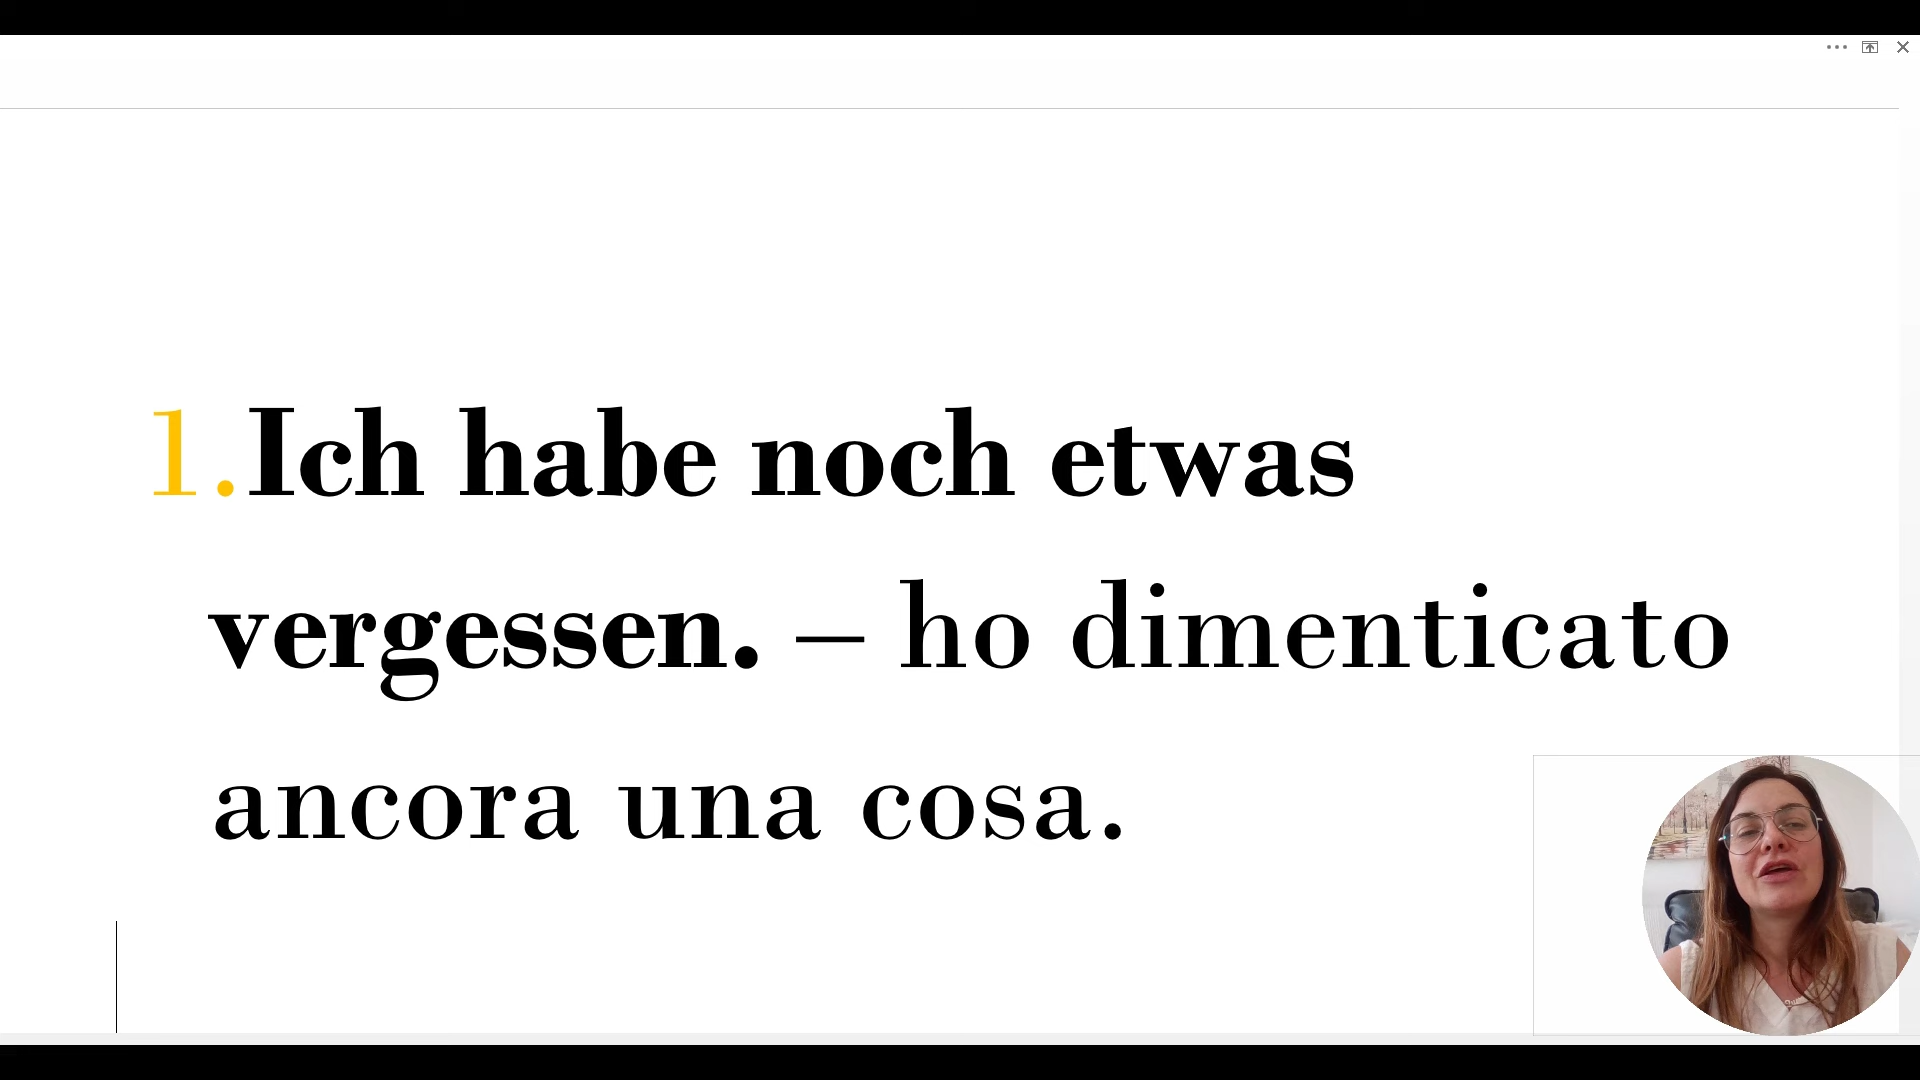 1.Ich habe noch etwas
vergessen. – ho dimenticato
ancora una cosa.